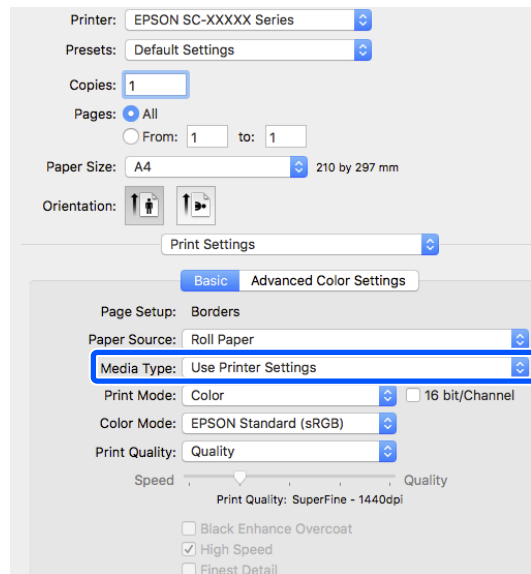 Printer: EPSON SC-XXXXX Series
Presets: Default Settings
Copies: 1
Pages: All
From: 1 to: 1
Paper Size: A4 210 by 297 mm
Orientation:
Print Settings
Basic Advanced Color Settings
Page Setup: Borders
Paper Source: Roll Paper
Media Type: Use Printer Settings
Print Mode: Color 16 bit/Channel
Color Mode: EPSON Standard (sRGB)
Print Quality: Quality
Speed Quality
Print Quality: SuperFine - 1440dpi
Black Enhance Overcoat
High Speed
Finest Detail